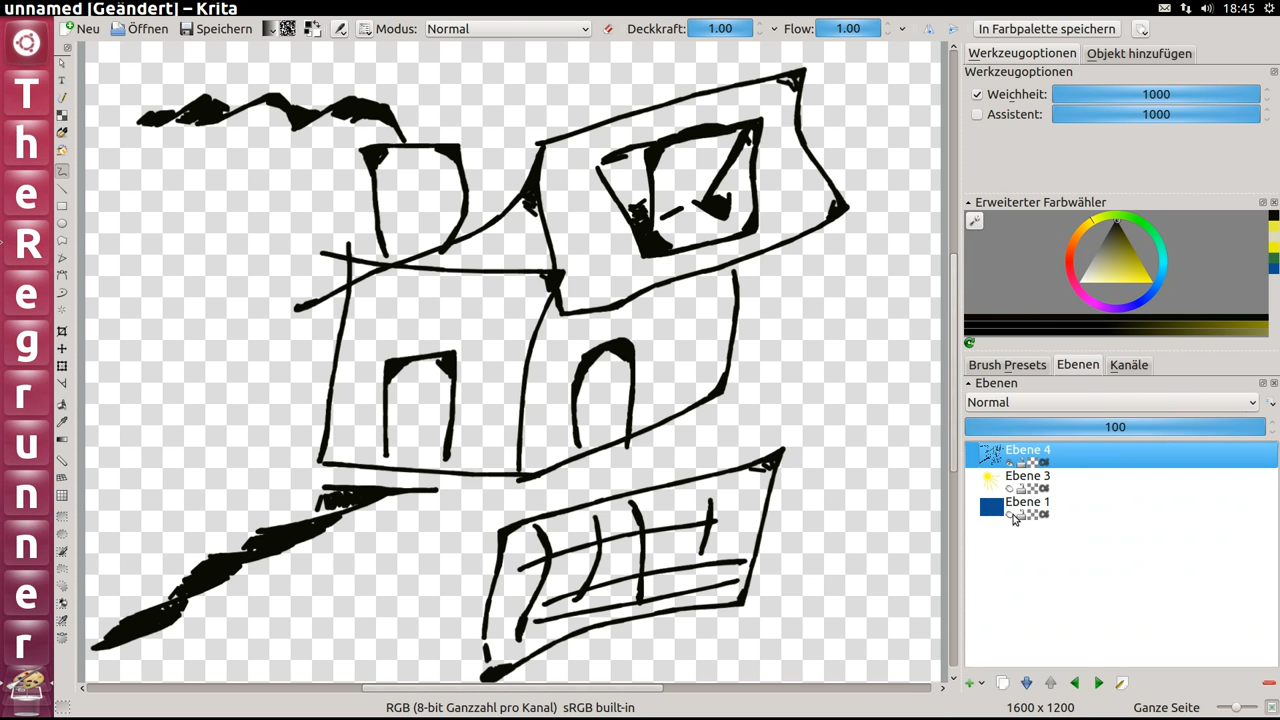 unnamed [Geändert] – Krita
18:45
Neu
Öffnen
Speichern
Modus:
Normal
Deckkraft:
1.00
Flow:
1.00
In Farbpalette speichern
Werkzeugoptionen
Objekt hinzufügen
Werkzeugoptionen
Weichheit:
1000
Assistent:
1000
Erweiterter Farbwähler
Brush Presets
Ebenen
Kanäle
Ebenen
Normal
100
Ebene 4
Ebene 3
Ebene 1
T
h
e
R
e
g
r
u
n
n
e
r
RGB (8-bit Ganzzahl pro Kanal) sRGB built-in
1600 x 1200
Ganze Seite